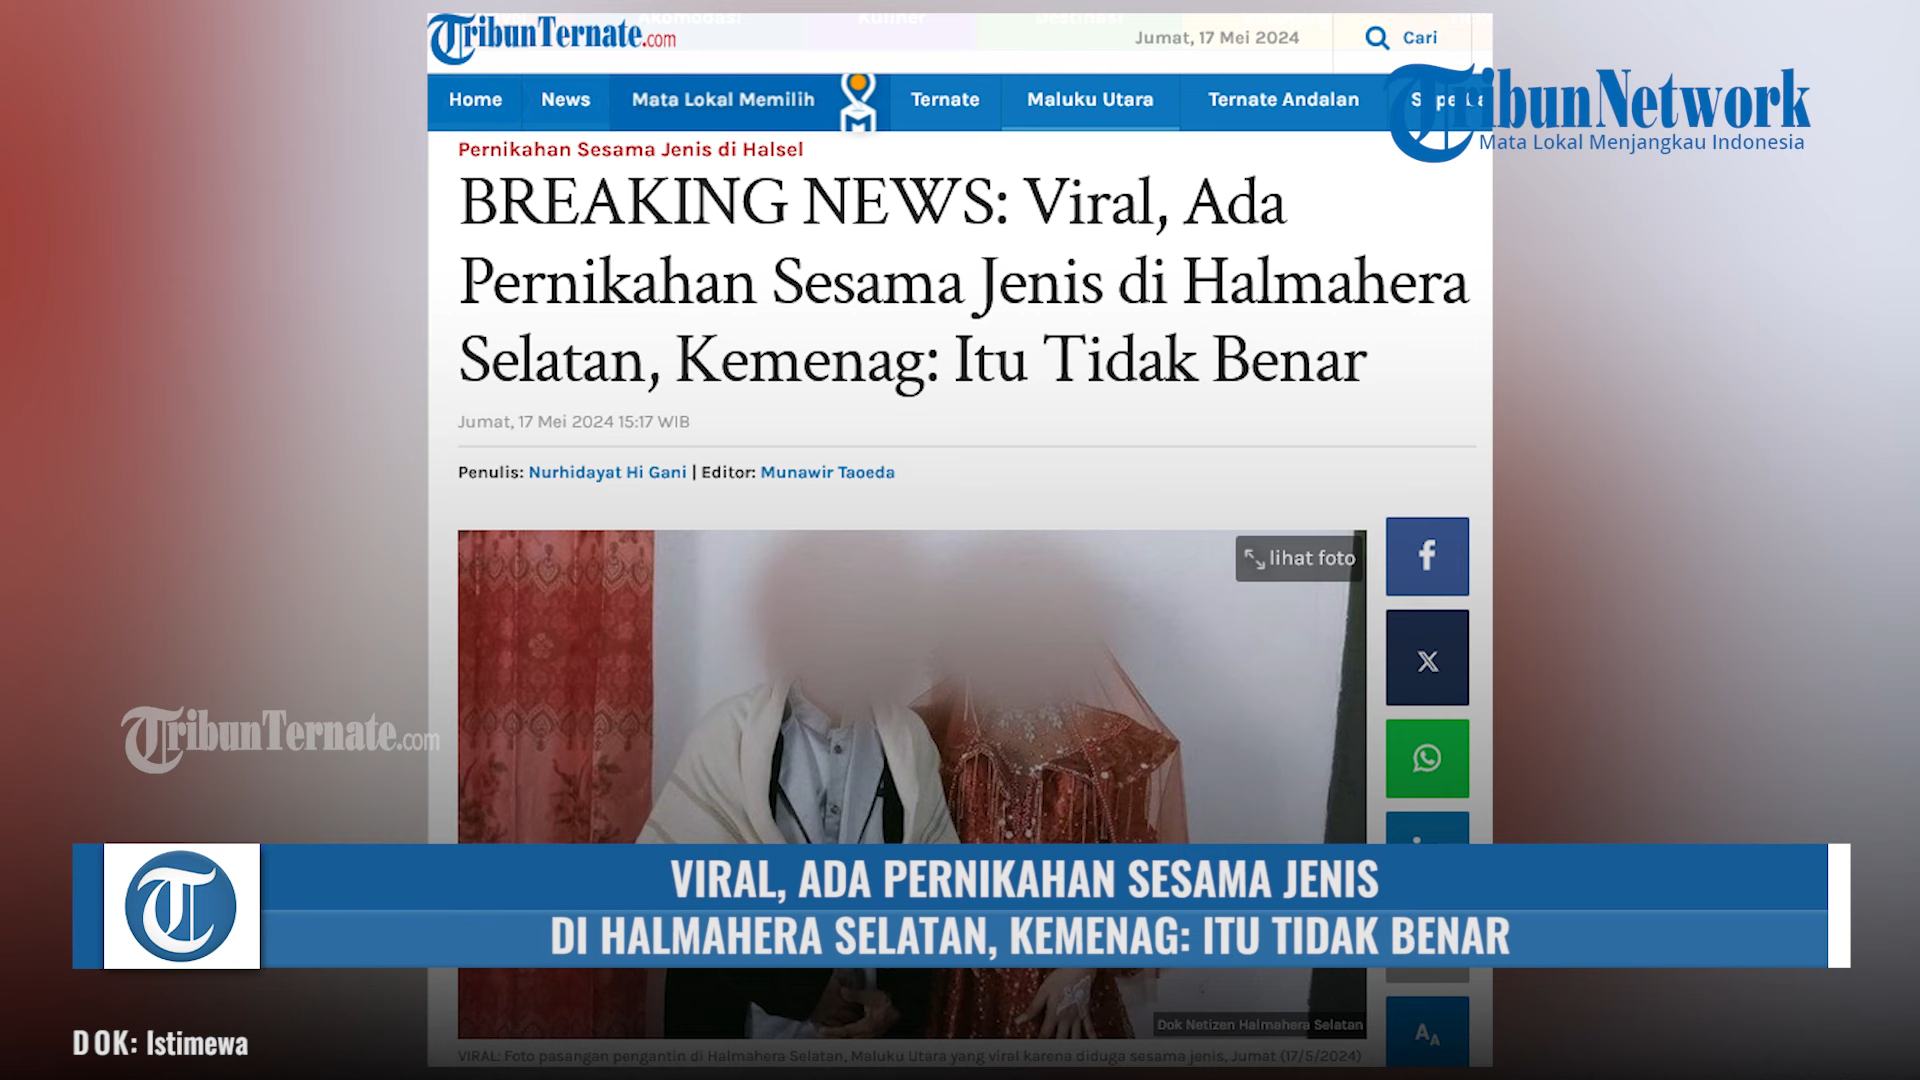 Akomodasi Kuliner Destinasi
TribunTernate.com
Jumat, 17 Mei 2024
Cari
Home News Mata Lokal Memilih Ternate Maluku Utara Ternate Andalan
TribunNetwork
Mata Lokal Menjangkau Indonesia
Pernikahan Sesama Jenis di Halsel
BREAKING NEWS: Viral, Ada
Pernikahan Sesama Jenis di Halmahera
Selatan, Kemenag: Itu Tidak Benar
Jumat, 17 Mei 2024 15:17 WIB
Penulis: Nurhidayat Hi Gani | Editor: Munawir Taoeda
lihat foto
TribunTernate.com
VIRAL, ADA PERNIKAHAN SESAMA JENIS
DI HALMAHERA SELATAN, KEMENAG: ITU TIDAK BENAR
Dok Netizen Halmahera Selatan
AA
DOK: Istimewa
VIRAL: Foto pasangan pengantin di Halmahera Selatan, Maluku Utara yang viral karena diduga sesama jenis, Jumat (17/5/2024)